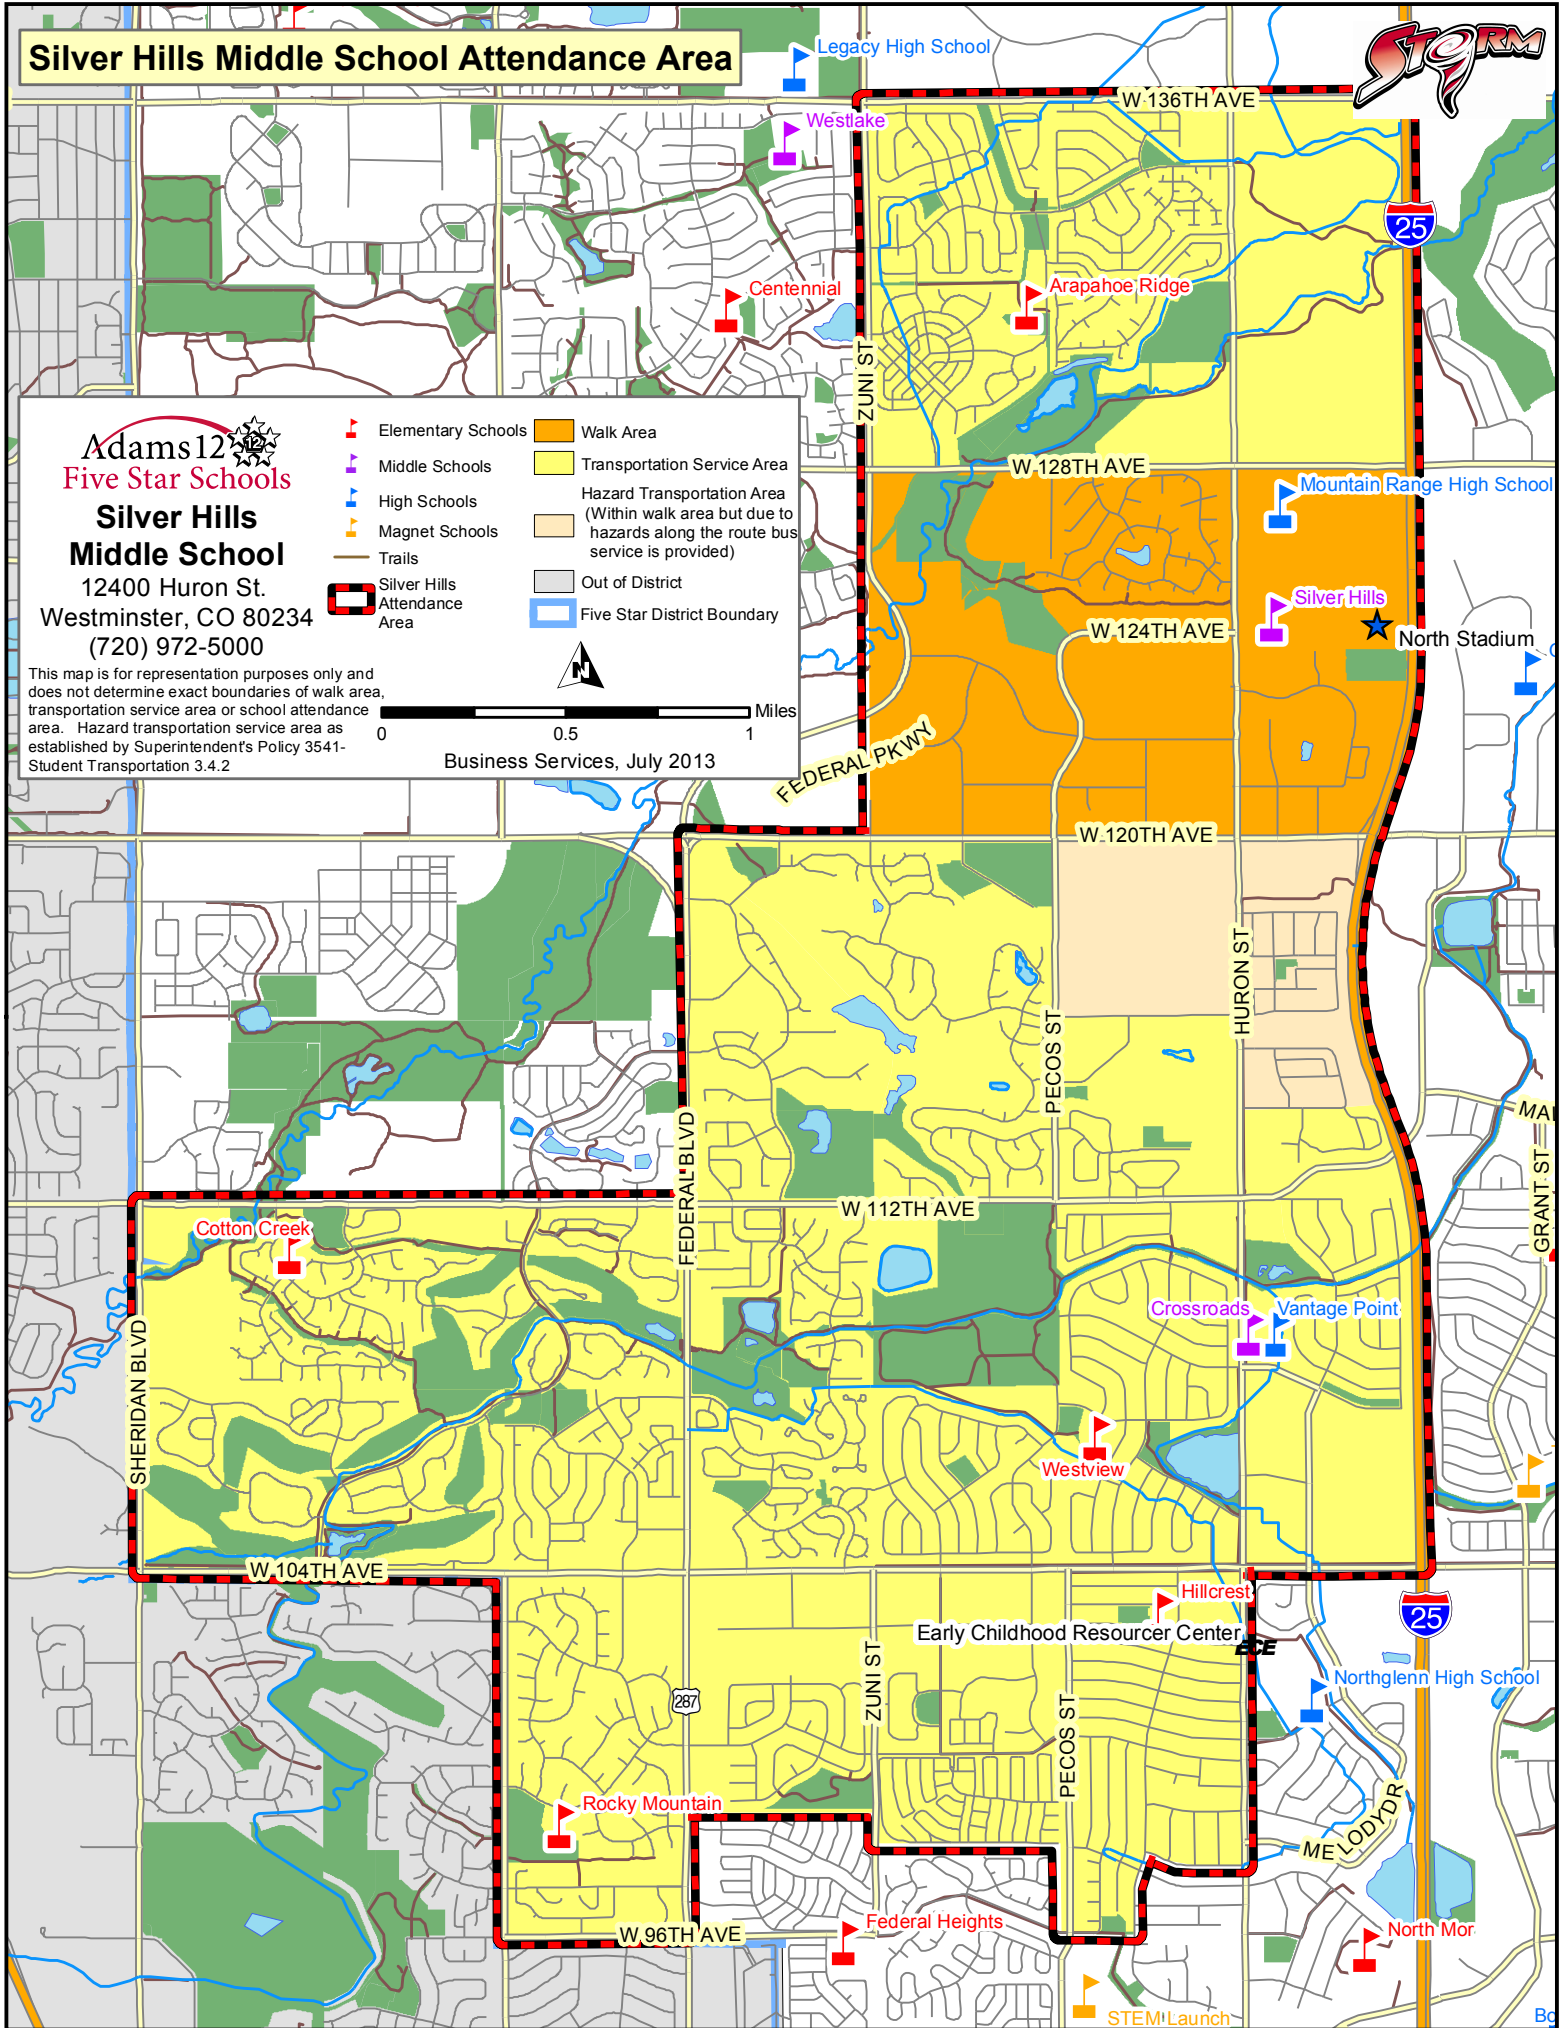 Silver Hills Middle School Attendance Area
Legacy High School
STORM
W 136TH AVE
Westlake
25
Centennial
Arapahoe Ridge
ZUNI ST
Adams12
12
Five Star Schools
Silver Hills
Middle School
12400 Huron St.
Westminster, CO 80234
(720) 972-5000
This map is for representation purposes only and
does not determine exact boundaries of walk area,
transportation service area or school attendance
area. Hazard transportation service area as
established by Superintendent's Policy 3541-
Student Transportation 3.4.2
Elementary Schools
Middle Schools
High Schools
Magnet Schools
Trails
Silver Hills
Attendance
Area
Walk Area
Transportation Service Area
Hazard Transportation Area
(Within walk area but due to
hazards along the route bus
service is provided)
Out of District
Five Star District Boundary
N
Miles
0 0.5 1
Business Services, July 2013
W 128TH AVE
Mountain Range High School
Silver Hills
W 124TH AVE
North Stadium
FEDERAL PKWY
W 120TH AVE
HURON ST
PECOS ST
FEDERAL BLVD
GRANT ST
W 112TH AVE
Cotton Creek
Crossroads
Vantage Point
SHERIDAN BLVD
Westview
W 104TH AVE
Hillcrest
25
Early Childhood Resourcer Center
ECE
ZUNI ST
287
Northglenn High School
PECOS ST
Rocky Mountain
MELODY DR
Federal Heights
W 96TH AVE
North Mor
STEM Launch